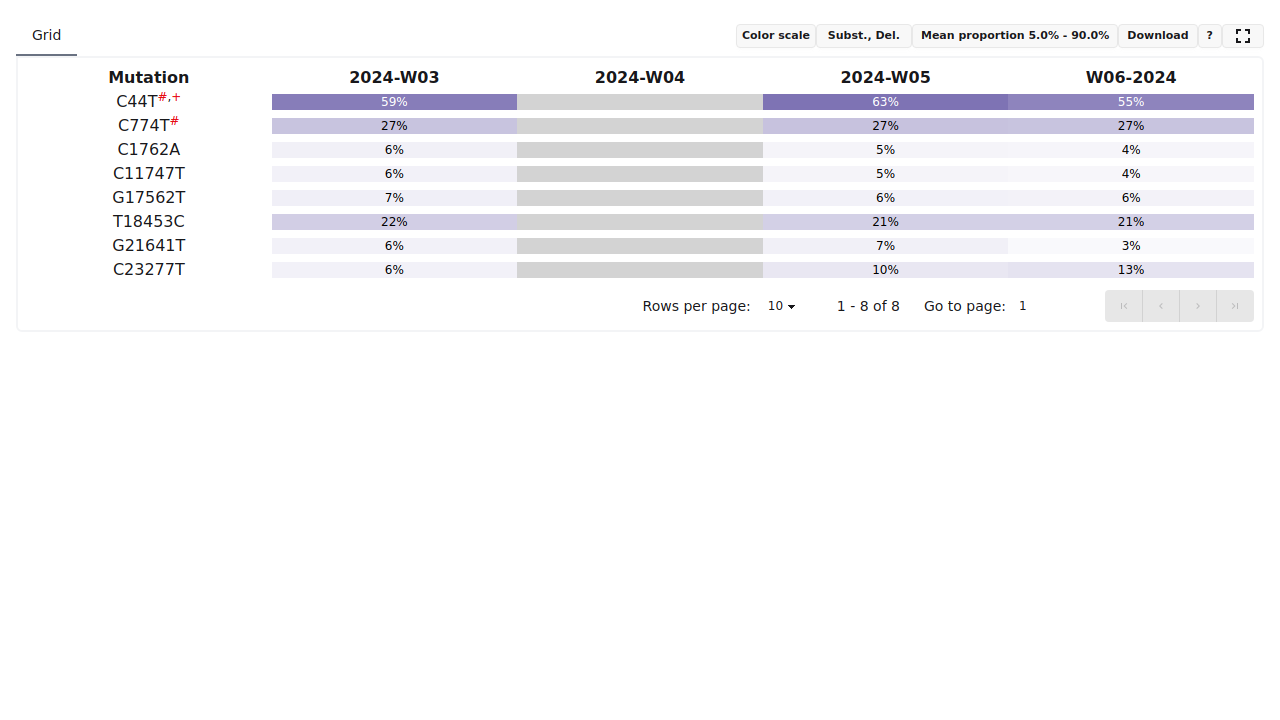 Grid
Color scale Subst., Del. Mean proportion 5.0% - 90.0% Download ?
Mutation 2024-W03 2024-W04 2024-W05 W06-2024
C44T#,+ 59% 63% 55%
C774T# 27% 27% 27%
C1762A 6% 5% 4%
C11747T 6% 5% 4%
G17562T 7% 6% 6%
T18453C 22% 21% 21%
G21641T 6% 7% 3%
C23277T 6% 10% 13%
Rows per page: 10 1 - 8 of 8 Go to page: 1